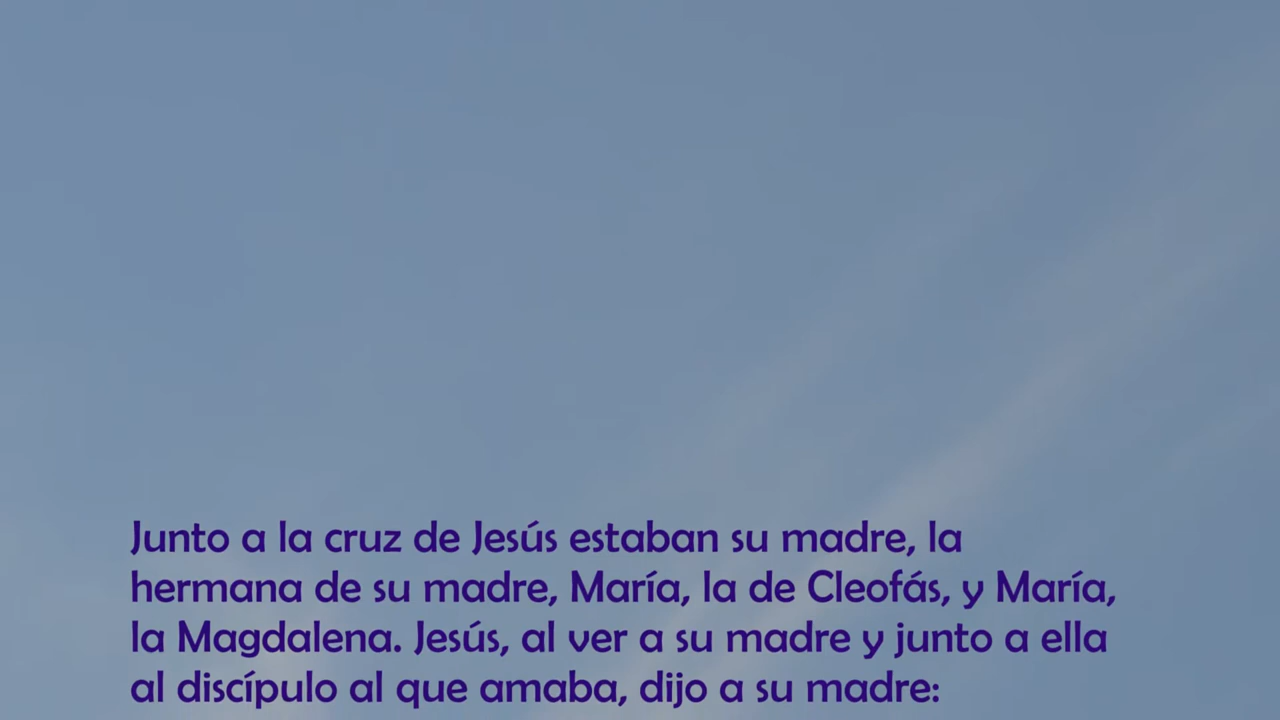 Junto a la cruz de Jesús estaban su madre, la
hermana de su madre, María, la de Cleofás, y María,
la Magdalena. Jesús, al ver a su madre y junto a ella
al discípulo al que amaba, dijo a su madre: